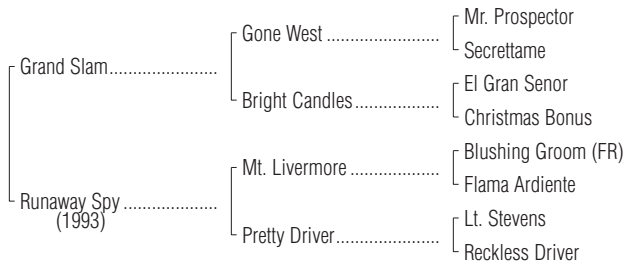 Mr. Prospector
Gone West
Secrettame
Grand Slam
El Gran Senor
Bright Candles
Christmas Bonus
Blushing Groom (FR)
Mt. Livermore
Flama Ardiente
Runaway Spy
(1993)
Lt. Stevens
Pretty Driver
Reckless Driver